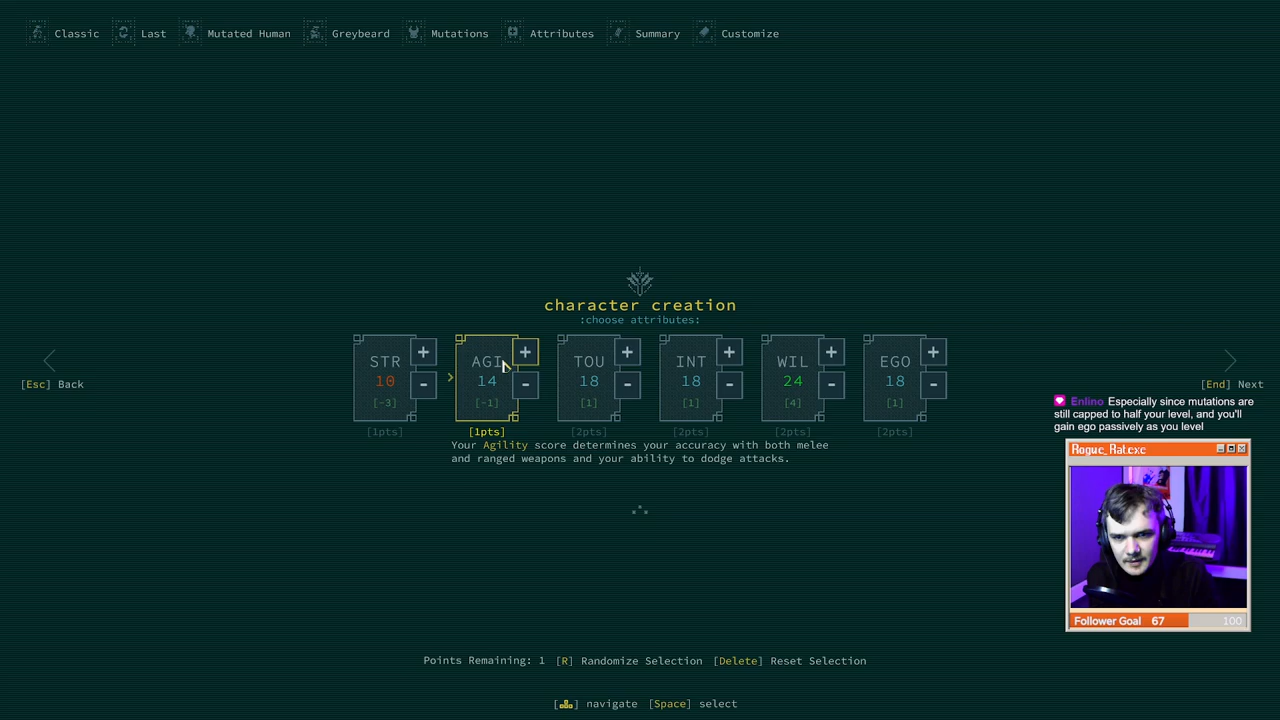 Classic Last Mutated Human Greybeard Mutations Attributes Summary Customize
character creation
:choose attributes:
STR AGI TOU INT WIL EGO
+ + + + + +
10 14 18 18 24 18
- - - - - -
[-3] [-1] [1] [1] [4] [1]
[1pts] [1pts] [2pts] [2pts] [2pts] [2pts]
Your Agility score determines your accuracy with both melee
and ranged weapons and your ability to dodge attacks.
[Esc] Back
[End] Next
Enlino Especially since mutations are
still capped to half your level, and you'll
gain ego passively as you level
Rogue_Rat.exe
Follower Goal 67 100
Points Remaining: 1 [R] Randomize Selection [Delete] Reset Selection
navigate [Space] select